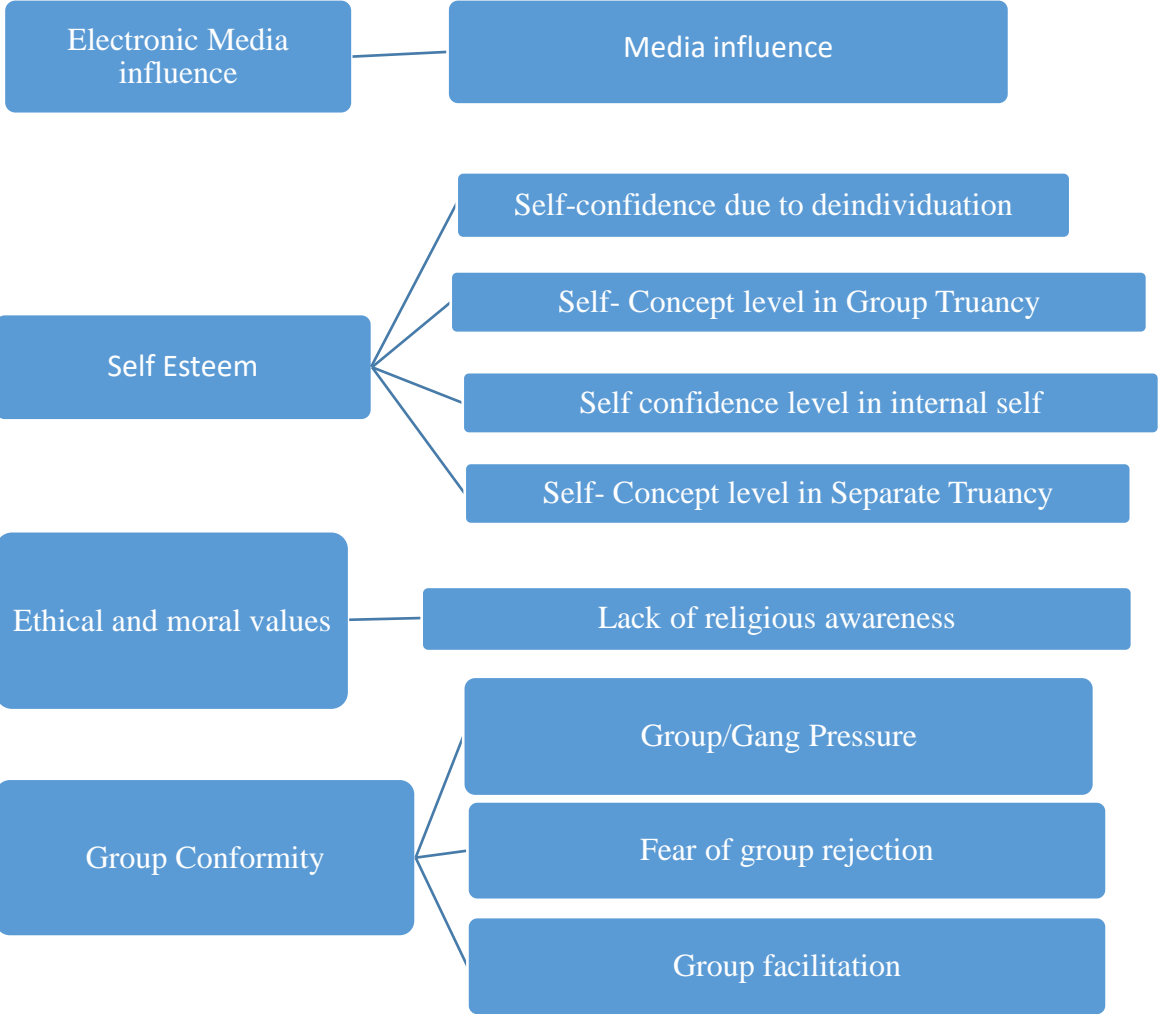 Electronic Media
influence
Media influence
Self Esteem
Self-confidence due to deindividuation
Self- Concept level in Group Truancy
Self confidence level in internal self
Self- Concept level in Separate Truancy
Ethical and moral values
Lack of religious awareness
Group Conformity
Group/Gang Pressure
Fear of group rejection
Group facilitation